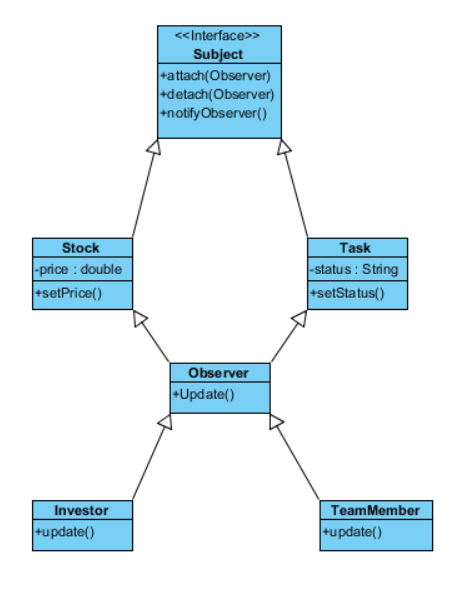 <<Interface>>
Subject
+attach(Observer)
+detach(Observer)
+notifyObserver()
Stock
-price : double
+setPrice()
Task
-status : String
+setStatus()
Observer
+Update()
Investor
+update()
TeamMember
+update()